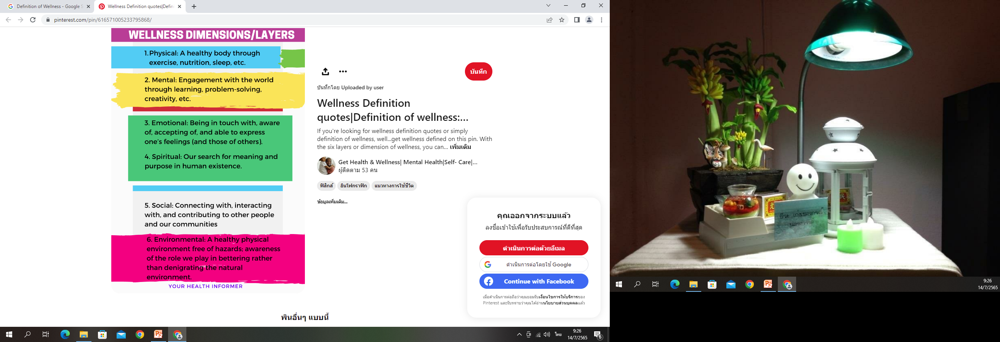 Definition of Wellness - Google S
Wellness Definition quotes|Defin
pinterest.com/pin/616571005233795868/
WELLNESS DIMENSIONS/LAYERS
1.Physical: A healthy body through
exercise, nutrition, sleep, etc.
2. Mental: Engagement with the world
through learning, problem-solving,
creativity, etc.
3. Emotional: Being in touch with, aware
of, accepting of, and able to express
one's feelings (and those of others).
4. Spiritual: Our search for meaning and
purpose in human existence.
5. Social: Connecting with, interacting
with, and contributing to other people
and our communities
6. Environmental: A healthy physical
environment free of hazards; awareness
of the role we play in bettering rather
than denigrating the natural
environment.
YOUR HEALTH INFORMER
บันทึก
บันทึกโดย Uploaded by user
Wellness Definition
quotes|Definition of wellness:...
If you're looking for wellness definition quotes or simply
definition of wellness, well...get wellness defined on this pin. With
the six layers or dimension of wellness, you can... เพิ่มเติม
Get Health & Wellness| Mental Health|Self- Care|...
ผู้ติดตาม 53 คน
ฟิสิกส์ อินโฟกราฟิก แนวทางการใช้ชีวิต
ข้อมูลเพิ่มเติม...
คุณออกจากระบบแล้ว
ลงชื่อเข้าใช้เพื่อรับประสบการณ์ที่ดีที่สุด
ดำเนินการต่อด้วยอีเมล
ดำเนินการต่อโดยใช้ Google
Continue with Facebook
เมื่อดำเนินการต่อถือว่าคุณยอมรับเงื่อนไขการให้บริการของ
Pinterest และรับทราบว่าคุณได้อ่านนโยบายส่วนบุคคลแล้ว
พินอื่นๆ แบบนี้
ไทย
9:26
14/7/2565
6
9:26
14/7/2565